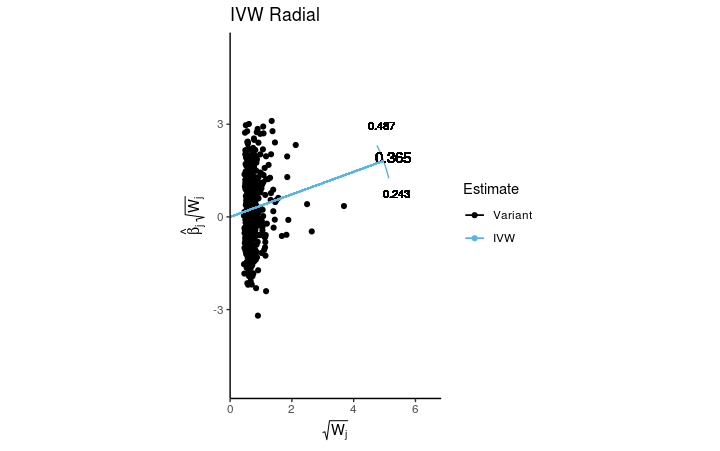 IVW Radial
0.487
0.365
0.243
3
0
-3
β̂j√Wj
0
2
4
6
√Wj
Estimate
Variant
IVW